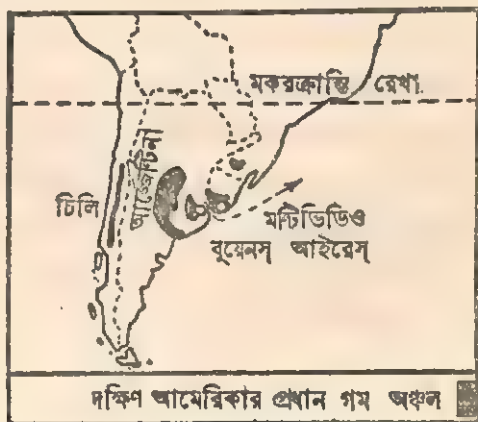 মকরক্রান্তি রেখা
চিলি
আর্জেন্টিনা
মন্টিভিডিও
বুয়েনস্ আইরেস্
দক্ষিণ আমেরিকার প্রধান গম অঞ্চল